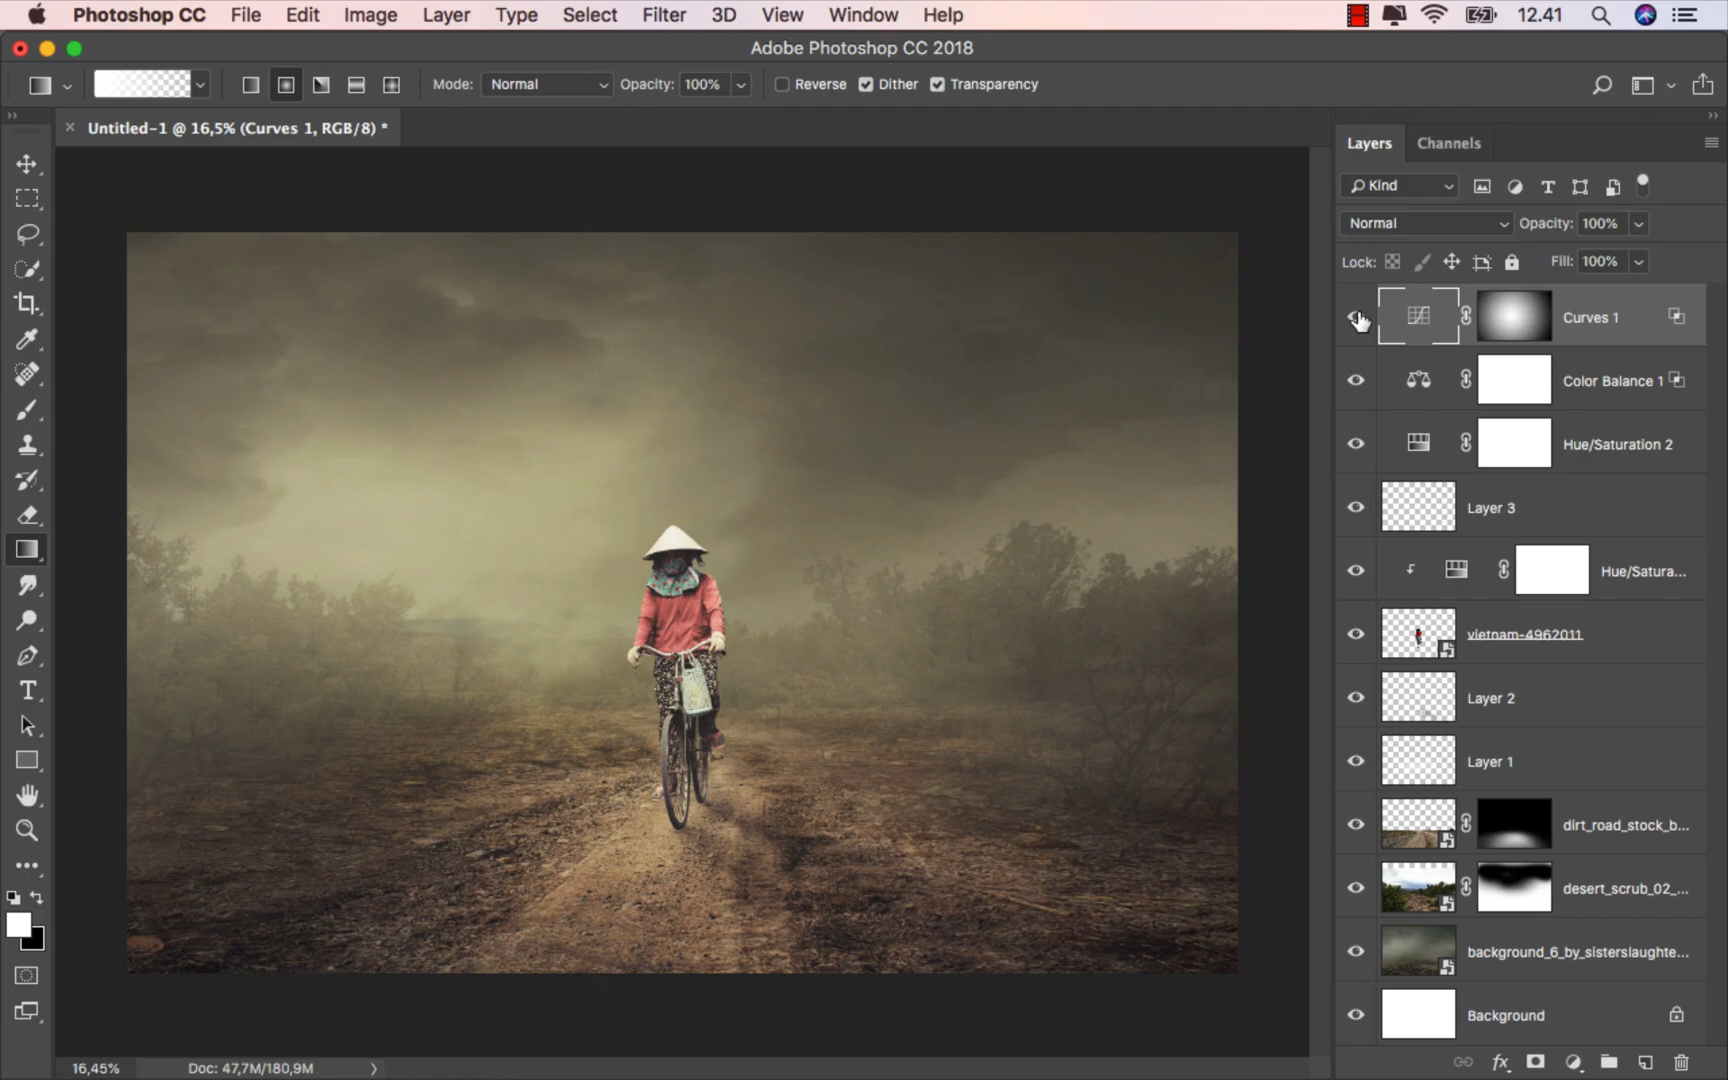 Photoshop CC File Edit Image Layer Type Select Filter 3D View Window Help 12.41
Adobe Photoshop CC 2018
Mode: Normal Opacity: 100% Reverse Dither Transparency
Untitled-1 @ 16,5% (Curves 1, RGB/8) *
Layers Channels
Kind
Normal Opacity: 100%
Lock: Fill: 100%
Curves 1
Color Balance 1
Hue/Saturation 2
Layer 3
Hue/Satura...
vietnam-4962011
Layer 2
Layer 1
dirt_road_stock_b...
desert_scrub_02_...
background_6_by_sisterslaughte...
Background
16,45% Doc: 47,7M/180,9M